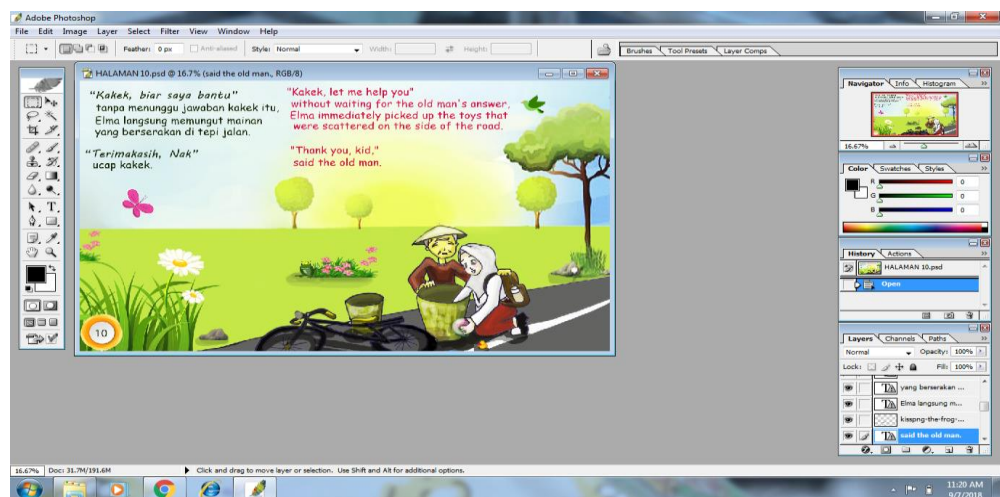 Adobe Photoshop
File Edit Image Layer Select Filter View Window Help
Feather: 0 px Anti-aliased Style: Normal Width: Height:
Brushes Tool Presets Layer Comps
HALAMAN 10.psd @ 16.7% (said the old man., RGB/8)
"Kakek, biar saya bantu"
tanpa menunggu jawaban kakek itu,
Elma langsung memungut mainan
yang berserakan di tepi jalan.
"Terimakasih, Nak"
ucap kakek.
"Kakek, let me help you"
without waiting for the old man's answer,
Elma immediately picked up the toys that
were scattered on the side of the road.
"Thank you, kid,"
said the old man.
10
Navigator Info Histogram
16.67%
Color Swatches Styles
R 0
G 0
B 0
History Actions
HALAMAN 10.psd
Open
Layers Channels Paths
Normal Opacity: 100%
Lock: Fill: 100%
yang berserakan ...
Elma langsung m...
kisspng-the-frog-...
said the old man.
16.67% Doc: 31.7M/191.6M Click and drag to move layer or selection. Use Shift and Alt for additional options.
11:20 AM
9/7/2018